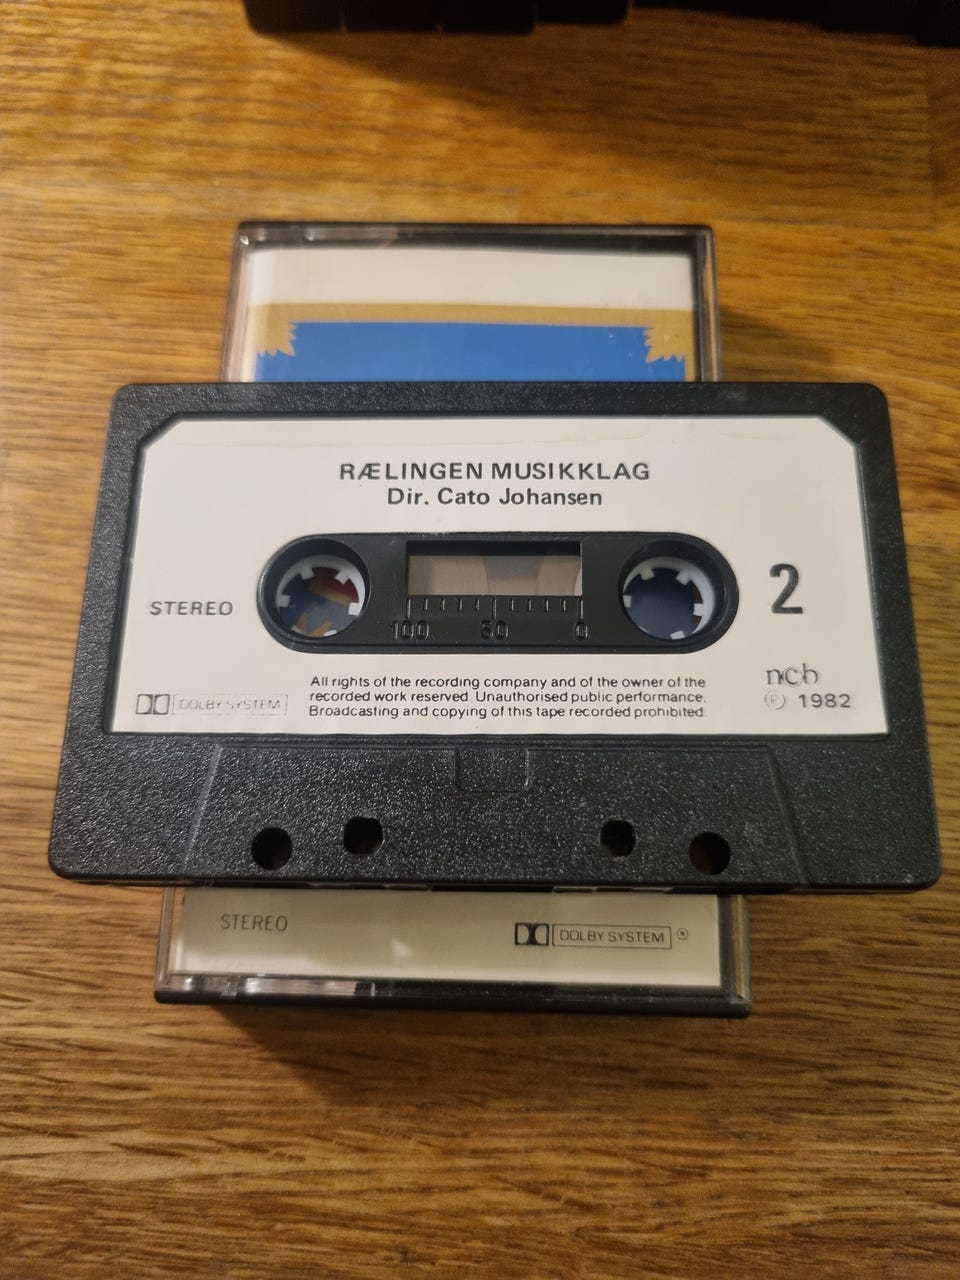 RÆLINGEN MUSIKKLAG
Dir. Cato Johansen
STEREO
2
100 50 0
All rights of the recording company and of the owner of the
recorded work reserved. Unauthorised public performance.
Broadcasting and copying of this tape recorded prohibited.
DOLBY SYSTEM
ncb
Ⓟ 1982
STEREO
DOLBY SYSTEM ®